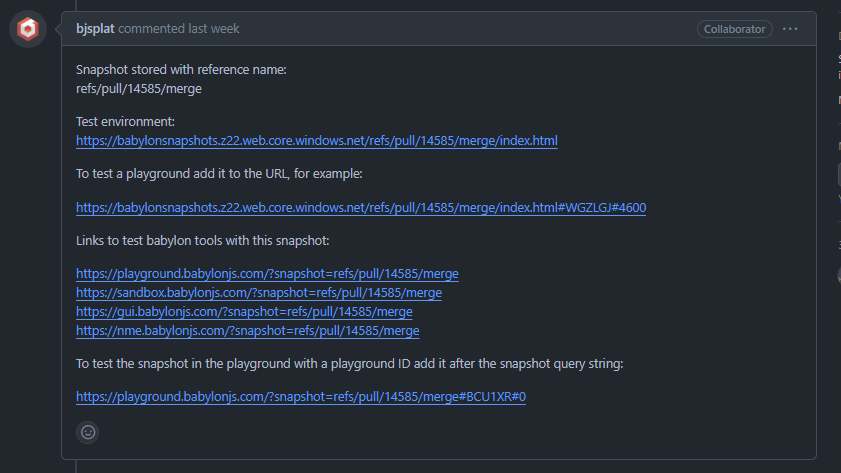 bjsplat commented last week
Collaborator
Snapshot stored with reference name:
refs/pull/14585/merge
Test environment:
https://babylonsnapshots.z22.web.core.windows.net/refs/pull/14585/merge/index.html
To test a playground add it to the URL, for example:
https://babylonsnapshots.z22.web.core.windows.net/refs/pull/14585/merge/index.html#WGZLGJ#4600
Links to test babylon tools with this snapshot:
https://playground.babylonjs.com/?snapshot=refs/pull/14585/merge
https://sandbox.babylonjs.com/?snapshot=refs/pull/14585/merge
https://gui.babylonjs.com/?snapshot=refs/pull/14585/merge
https://nme.babylonjs.com/?snapshot=refs/pull/14585/merge
To test the snapshot in the playground with a playground ID add it after the snapshot query string:
https://playground.babylonjs.com/?snapshot=refs/pull/14585/merge#BCU1XR#0